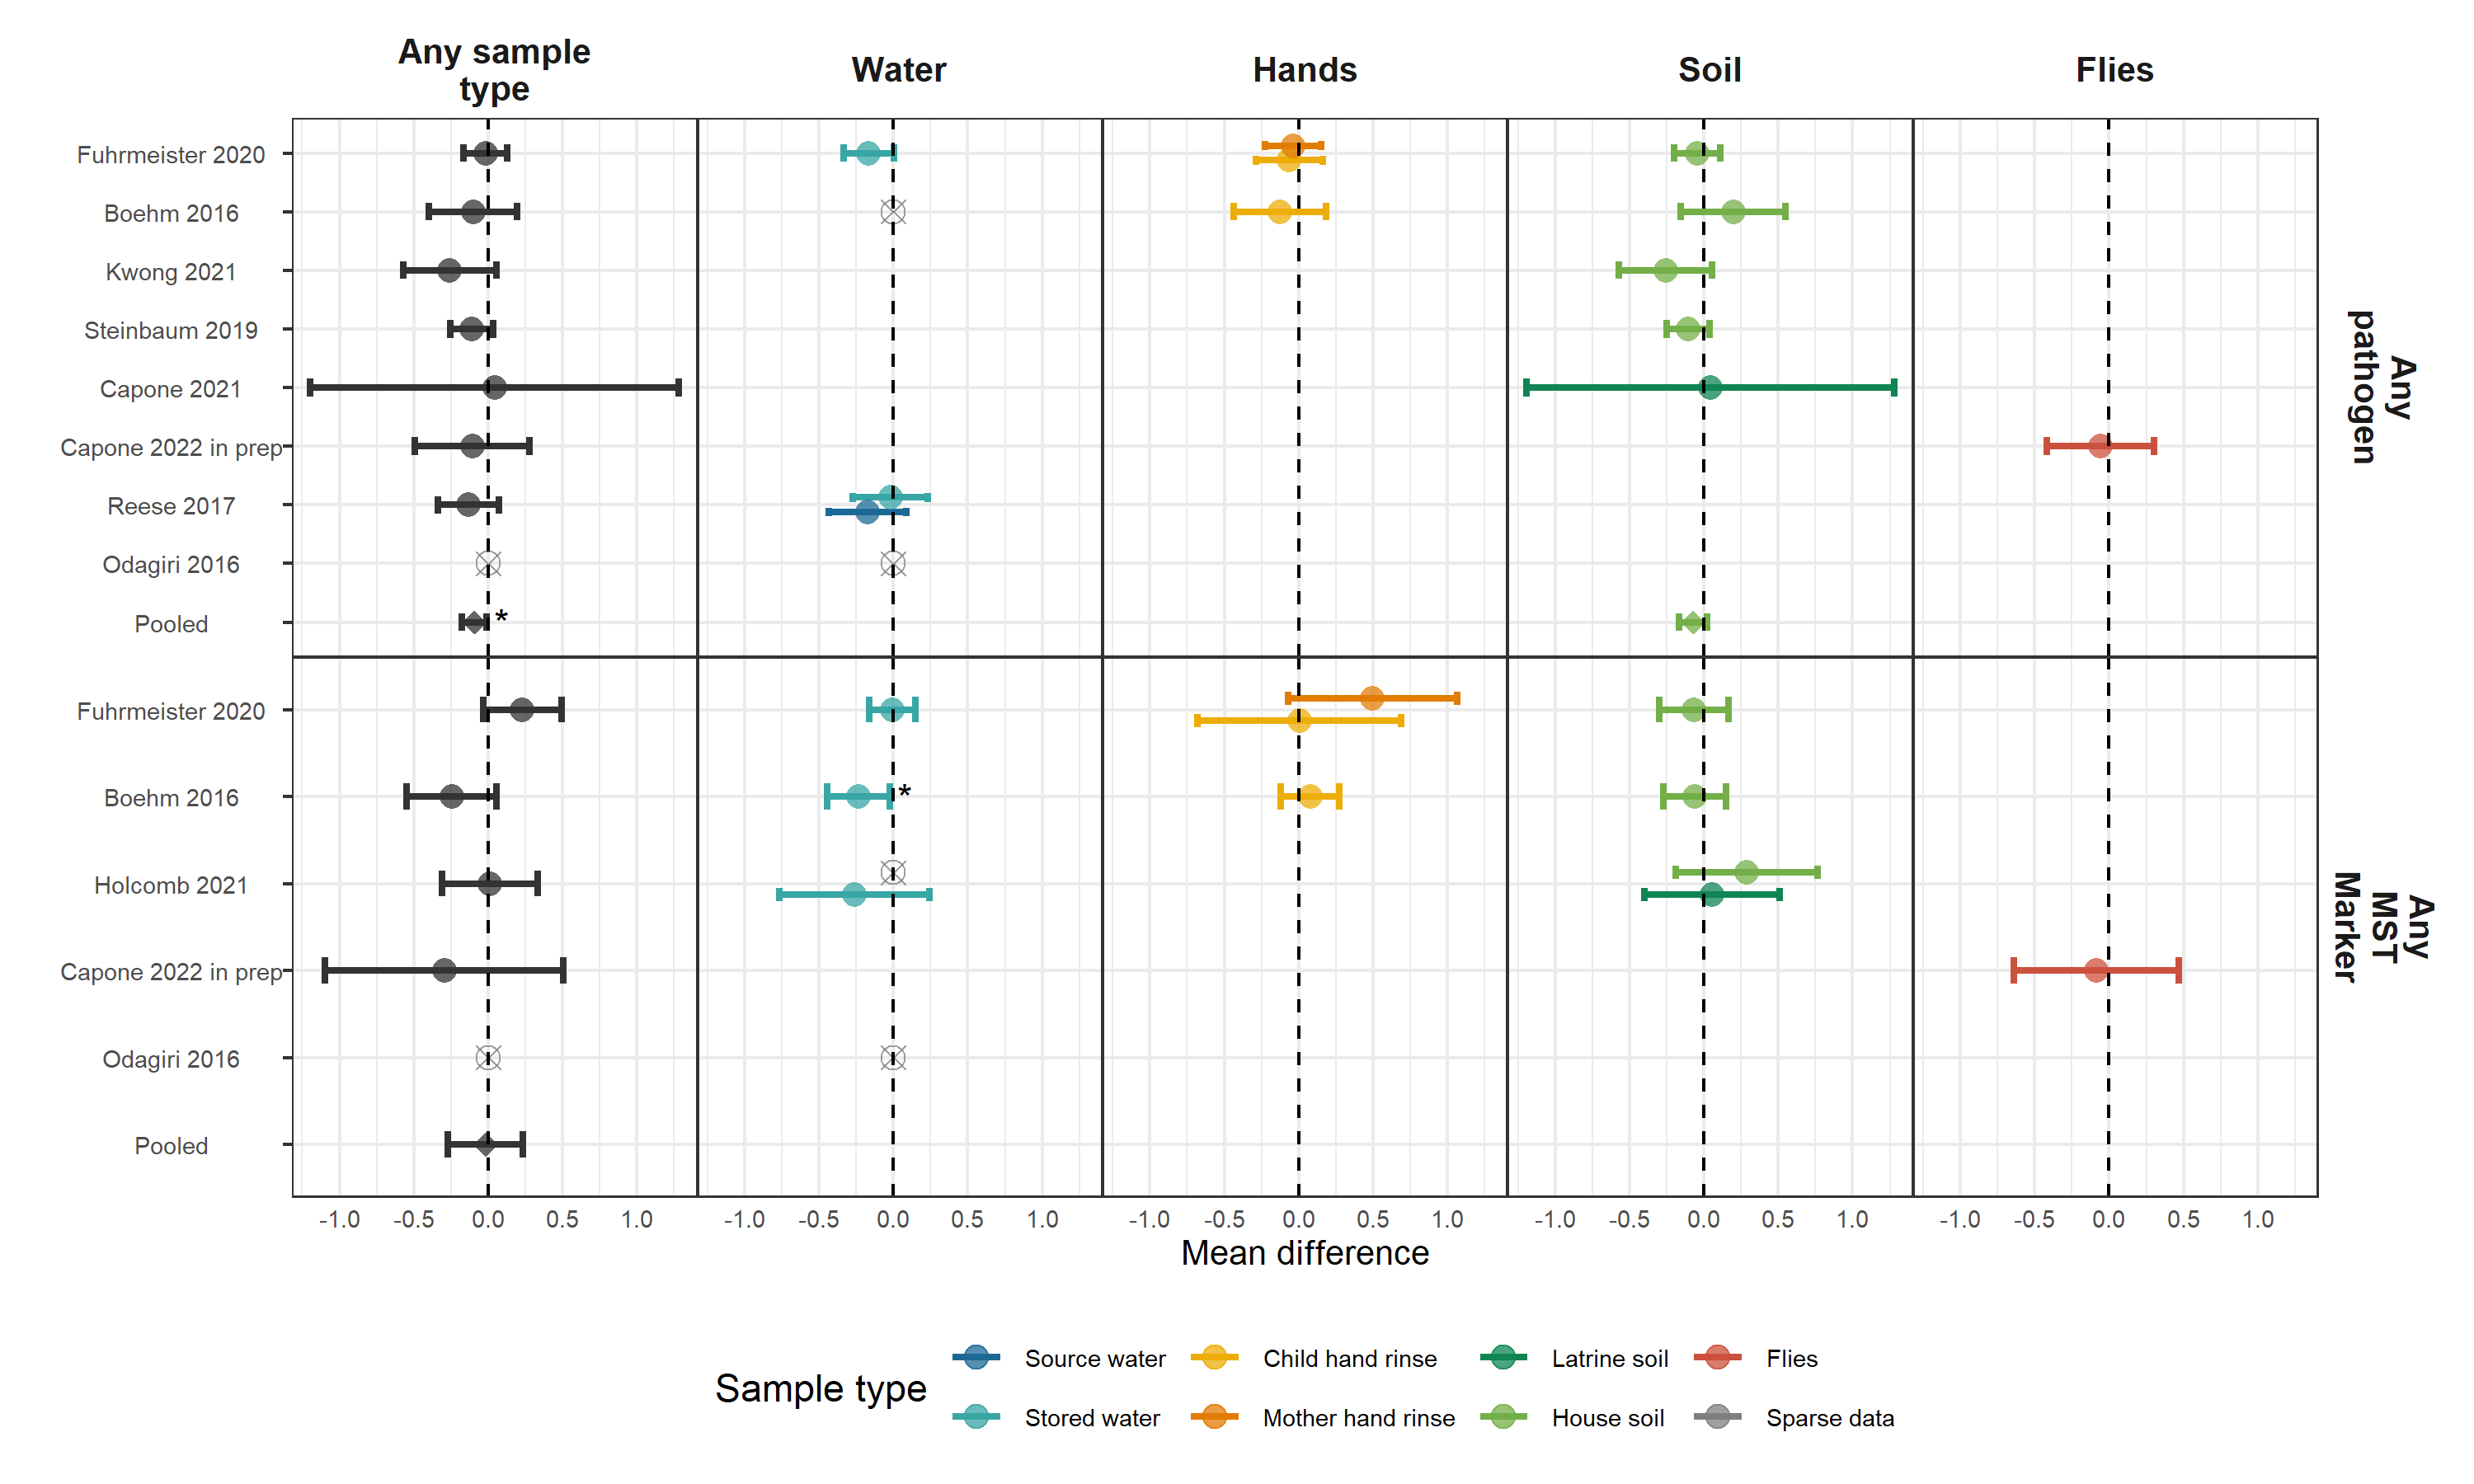 Any sample
type
Water
Hands
Soil
Flies
Fuhrmeister 2020
Boehm 2016
Kwong 2021
Steinbaum 2019
Capone 2021
Capone 2022 in prep
Reese 2017
Odagiri 2016
Pooled
*
Any
pathogen
Fuhrmeister 2020
Boehm 2016
*
Holcomb 2021
Capone 2022 in prep
Odagiri 2016
Pooled
Any
MST
Marker
-1.0 -0.5 0.0 0.5 1.0 -1.0 -0.5 0.0 0.5 1.0 -1.0 -0.5 0.0 0.5 1.0 -1.0 -0.5 0.0 0.5 1.0 -1.0 -0.5 0.0 0.5 1.0
Mean difference
Sample type
Source water Child hand rinse Latrine soil Flies
Stored water Mother hand rinse House soil Sparse data